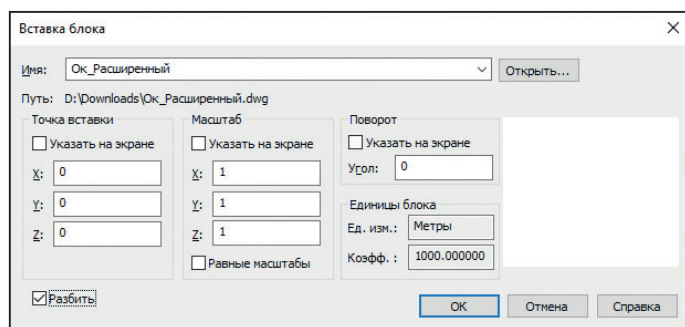 Вставка блока
Имя: Ок_Расширенный Открыть...
Путь: D:\Downloads\Ок_Расширенный.dwg
Точка вставки Масштаб Поворот
Указать на экране Указать на экране Указать на экране
X: 0 X: 1 Угол: 0
Y: 0 Y: 1 Единицы блока
Z: 0 Z: 1 Ед. изм.: Метры
Равные масштабы Коэфф. : 1000.000000
Разбить OK Отмена Справка